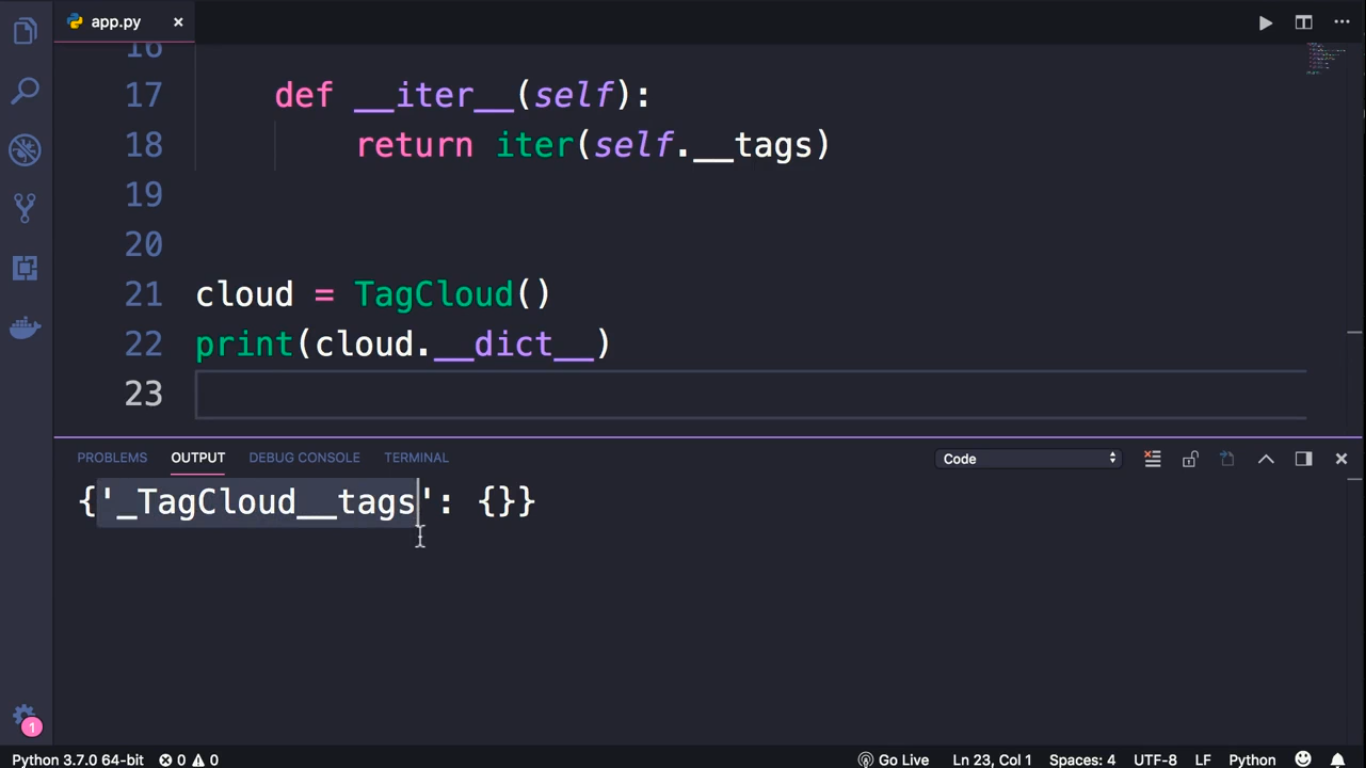 app.py
16
17 def __iter__(self):
18 return iter(self.__tags)
19
20
21 cloud = TagCloud()
22 print(cloud.__dict__)
23
PROBLEMS OUTPUT DEBUG CONSOLE TERMINAL Code
{'_TagCloud__tags': {}}
1
Python 3.7.0 64-bit 0 0 Go Live Ln 23, Col 1 Spaces: 4 UTF-8 LF Python